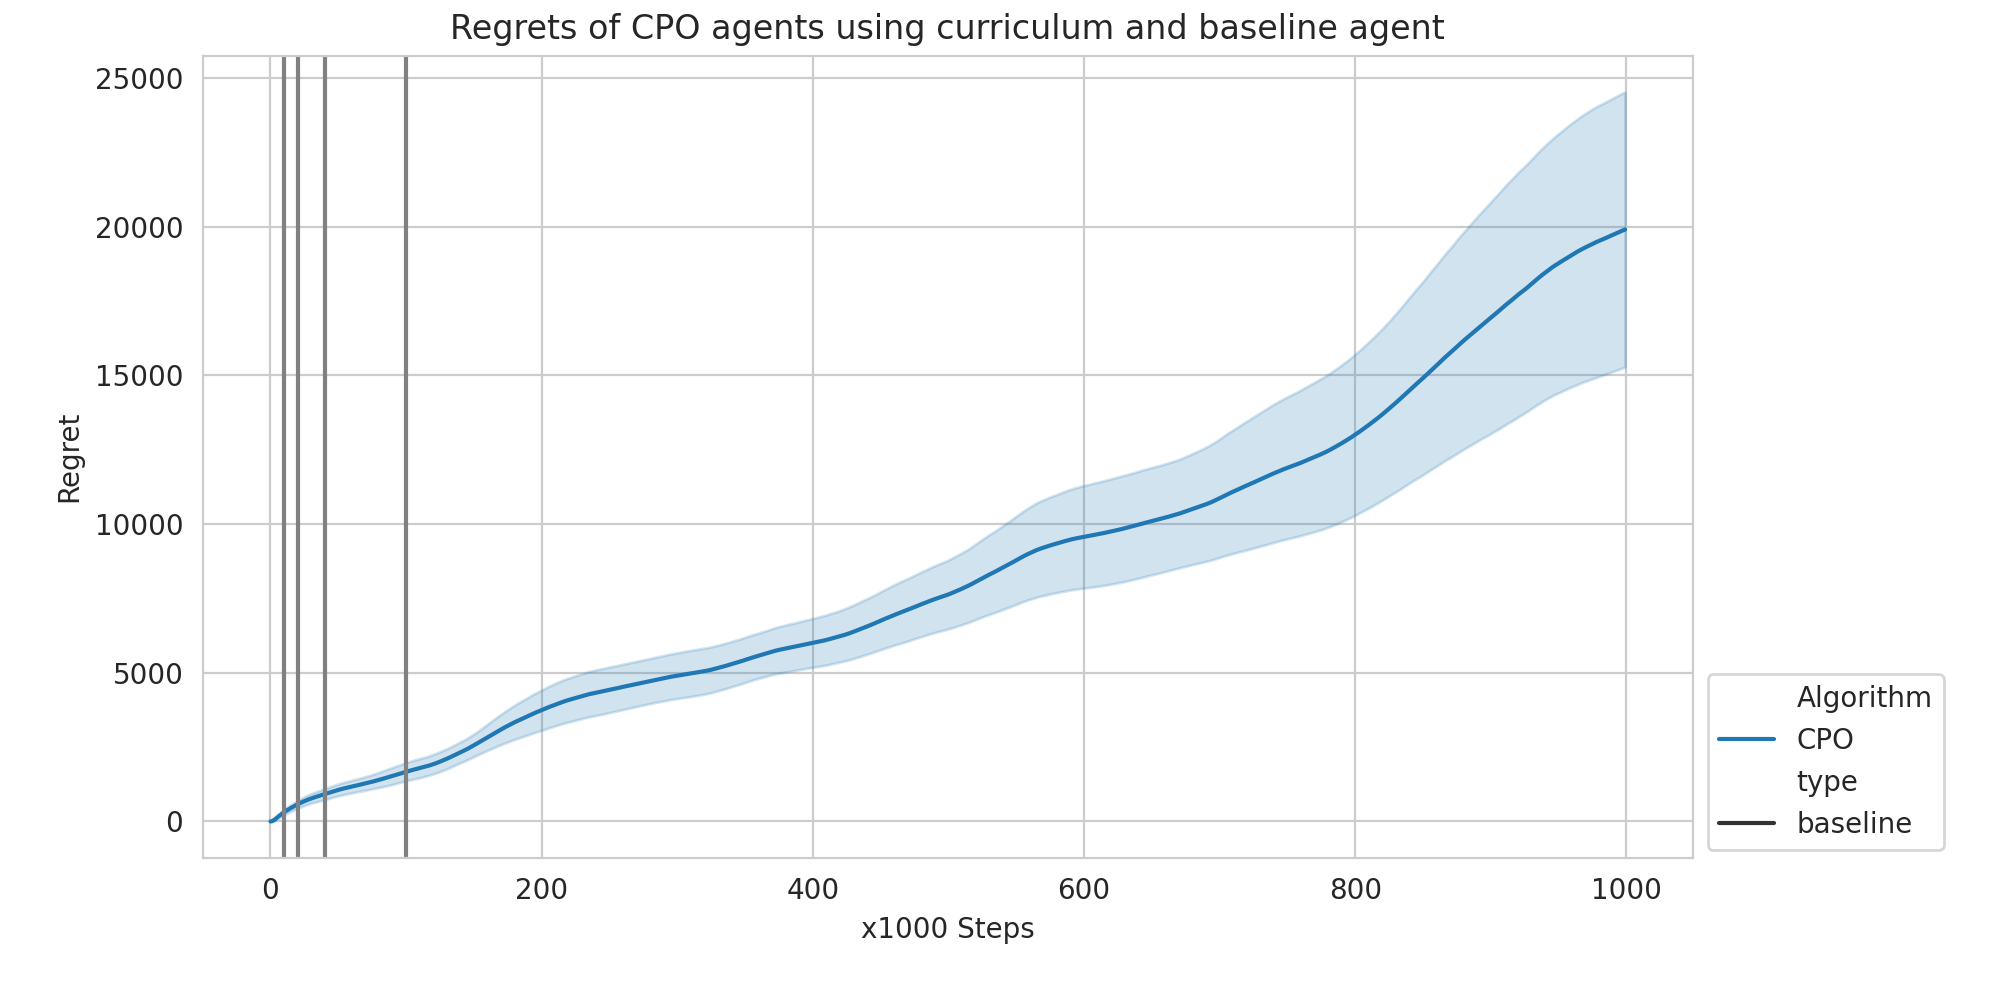 Regrets of CPO agents using curriculum and baseline agent
25000
20000
15000
10000
5000
0
Regret
0 200 400 600 800 1000
x1000 Steps
Algorithm
CPO
type
baseline